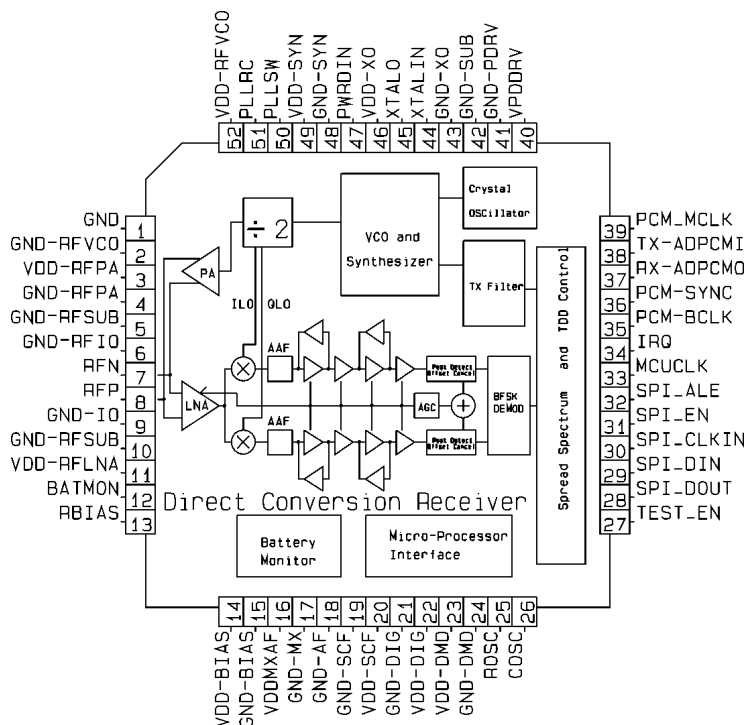 VDD-RFVCO
PLLRC
PLLSW
VDD-SYN
GND-SYN
PWRDIN
VDD-XO
XTALO
XTALIN
GND-XO
GND-SUB
GND-PDRV
VPDDRV
52 51 50 49 48 47 46 45 44 43 42 41 40
GND
GND-RFVCO
VDD-RFPA
GND-RFPA
GND-RFSUB
GND-RFIO
RFN
RFP
GND-IO
GND-RFSUB
VDD-RFLNA
BATMON
RBIAS
1
2
3
4
5
6
7
8
9
10
11
12
13
÷ 2
VCO and
Synthesizer
Crystal
OSCillator
TX Filter
PA
ILO QLO
AAF
LNA
AAF
AGC
Post Detect
Offset Cancel
Post Detect
Offset Cancel
BFSK
DEMOD
Spread Spectrum and TDD Control
Direct Conversion Receiver
Battery
Monitor
Micro-Processor
Interface
39
38
37
36
35
34
33
32
31
30
29
28
27
PCM_MCLK
TX-ADPCMI
RX-ADPCMO
PCM-SYNC
PCM-BCLK
IRQ
MCUCLK
SPI_ALE
SPI_EN
SPI_CLKIN
SPI_DIN
SPI_DOUT
TEST_EN
14 15 16 17 18 19 20 21 22 23 24 25 26
VDD-BIAS
GND-BIAS
VDDMXAF
GND-MX
GND-AF
GND-SCF
VDD-SCF
GND-DIG
VDD-DIG
VDD-DMD
GND-DMD
ROSC
COSC